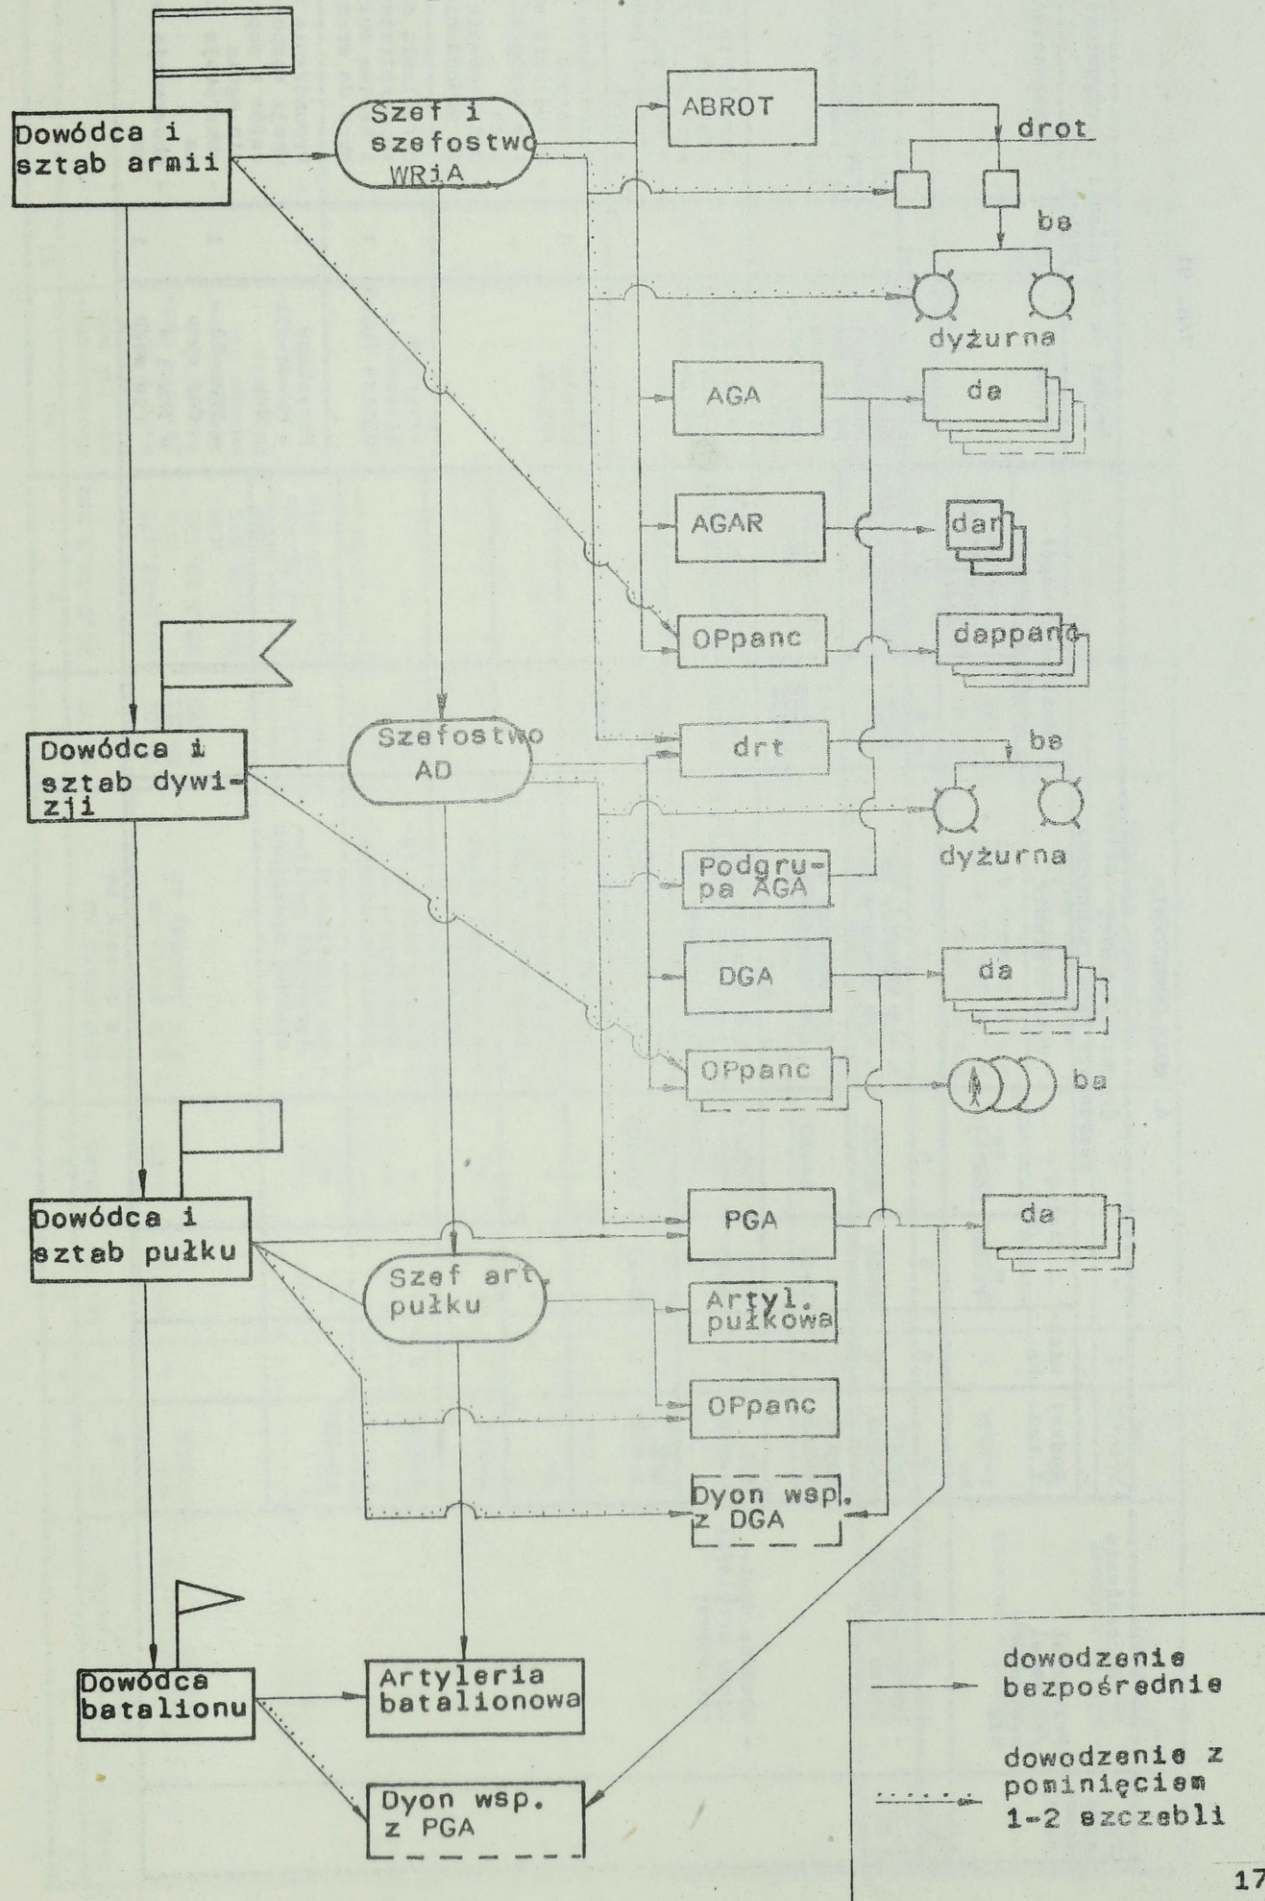 Dowódca i
sztab armii
Szef i
szefostwo
WRiA
ABROT
drot
bs
dyżurna
AGA
da
AGAR
dar
OPpanc
dappanc
Dowódca i
sztab dywi-
zji
Szefostwo
AD
drt
bs
dyżurna
Podgru-
pa AGA
DGA
da
OPpanc
ba
Dowódca i
sztab pułku
Szef art.
pułku
PGA
da
Artyl.
pułkowa
OPpanc
Dyon wsp.
z DGA
Dowódca
batalionu
Artyleria
batalionowa
Dyon wsp.
z PGA
dowodzenie
bezpośrednie
dowodzenie z
pominięciem
1-2 szczebli
17